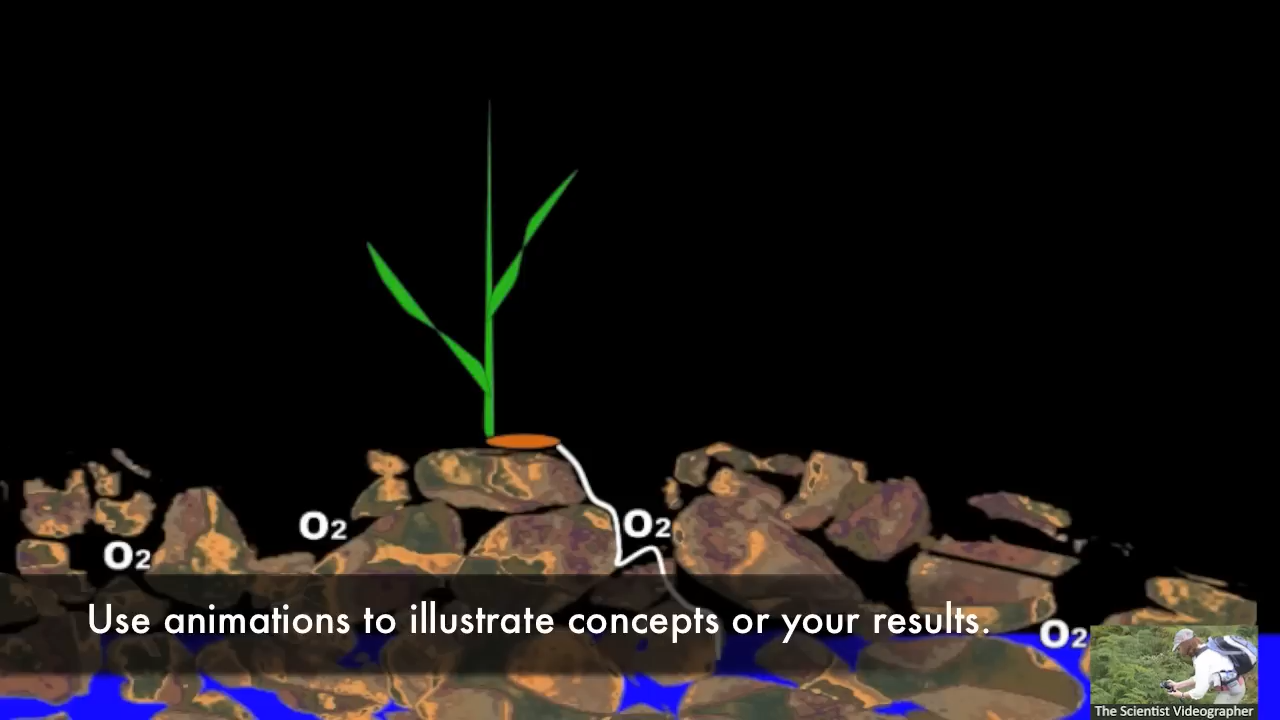 O2
O2
O2
Use animations to illustrate concepts or your results.
O2
The Scientist Videographer